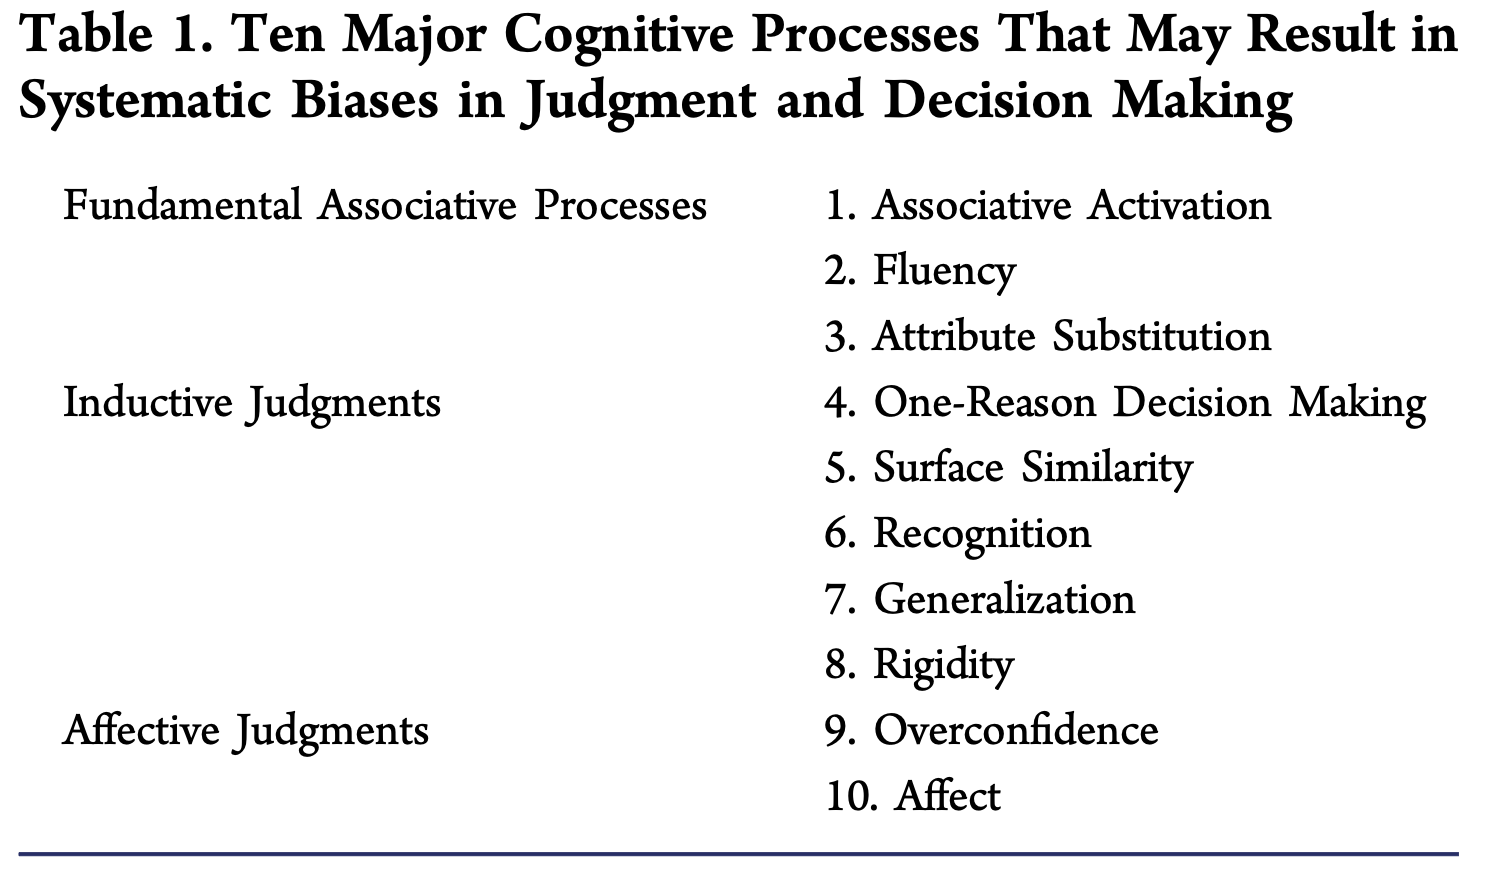 Table 1. Ten Major Cognitive Processes That May Result in
Systematic Biases in Judgment and Decision Making
Fundamental Associative Processes 1. Associative Activation
2. Fluency
3. Attribute Substitution
Inductive Judgments 4. One-Reason Decision Making
5. Surface Similarity
6. Recognition
7. Generalization
8. Rigidity
Affective Judgments 9. Overconfidence
10. Affect